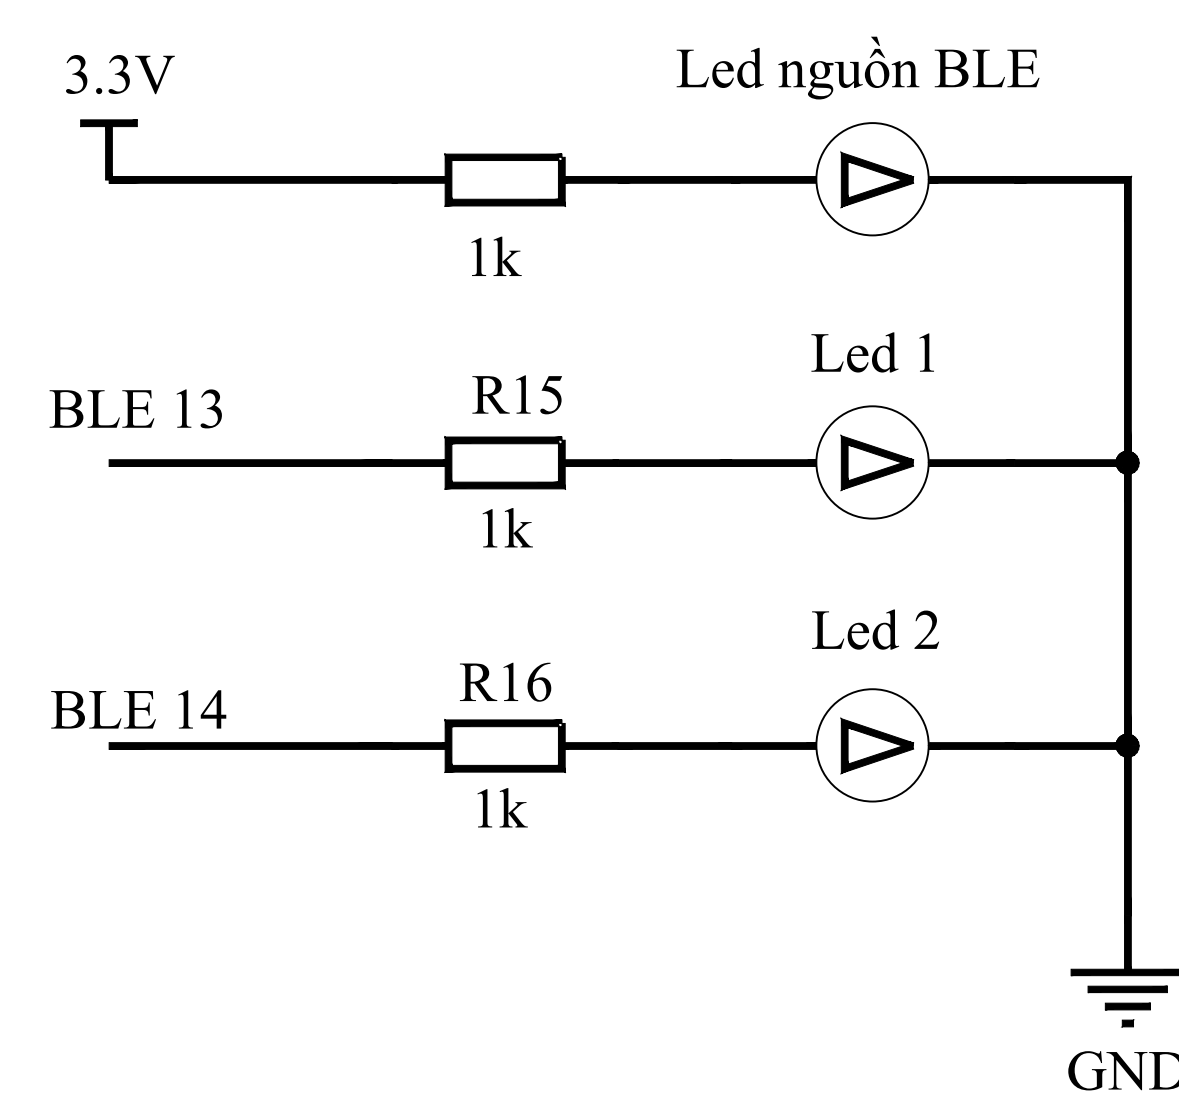 3.3V
Led nguồn BLE
1k
Led 1
BLE 13
R15
1k
Led 2
BLE 14
R16
1k
GND